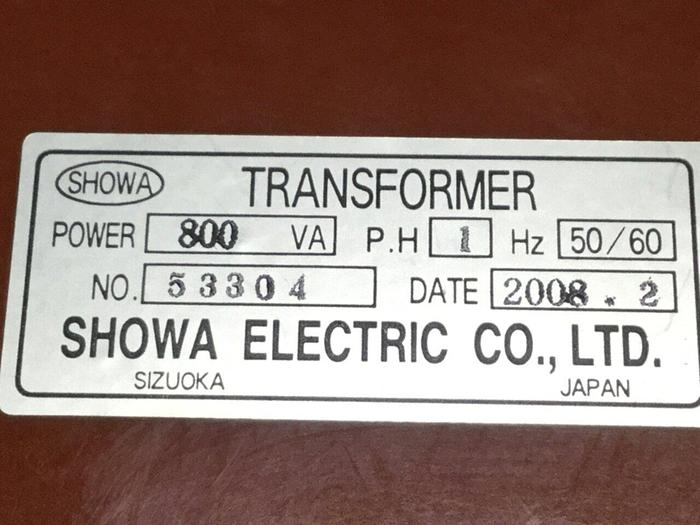 SHOWA TRANSFORMER
POWER 800 VA P.H 1 Hz 50/60
NO. 53304 DATE 2008.2
SHOWA ELECTRIC CO., LTD.
SIZUOKA JAPAN